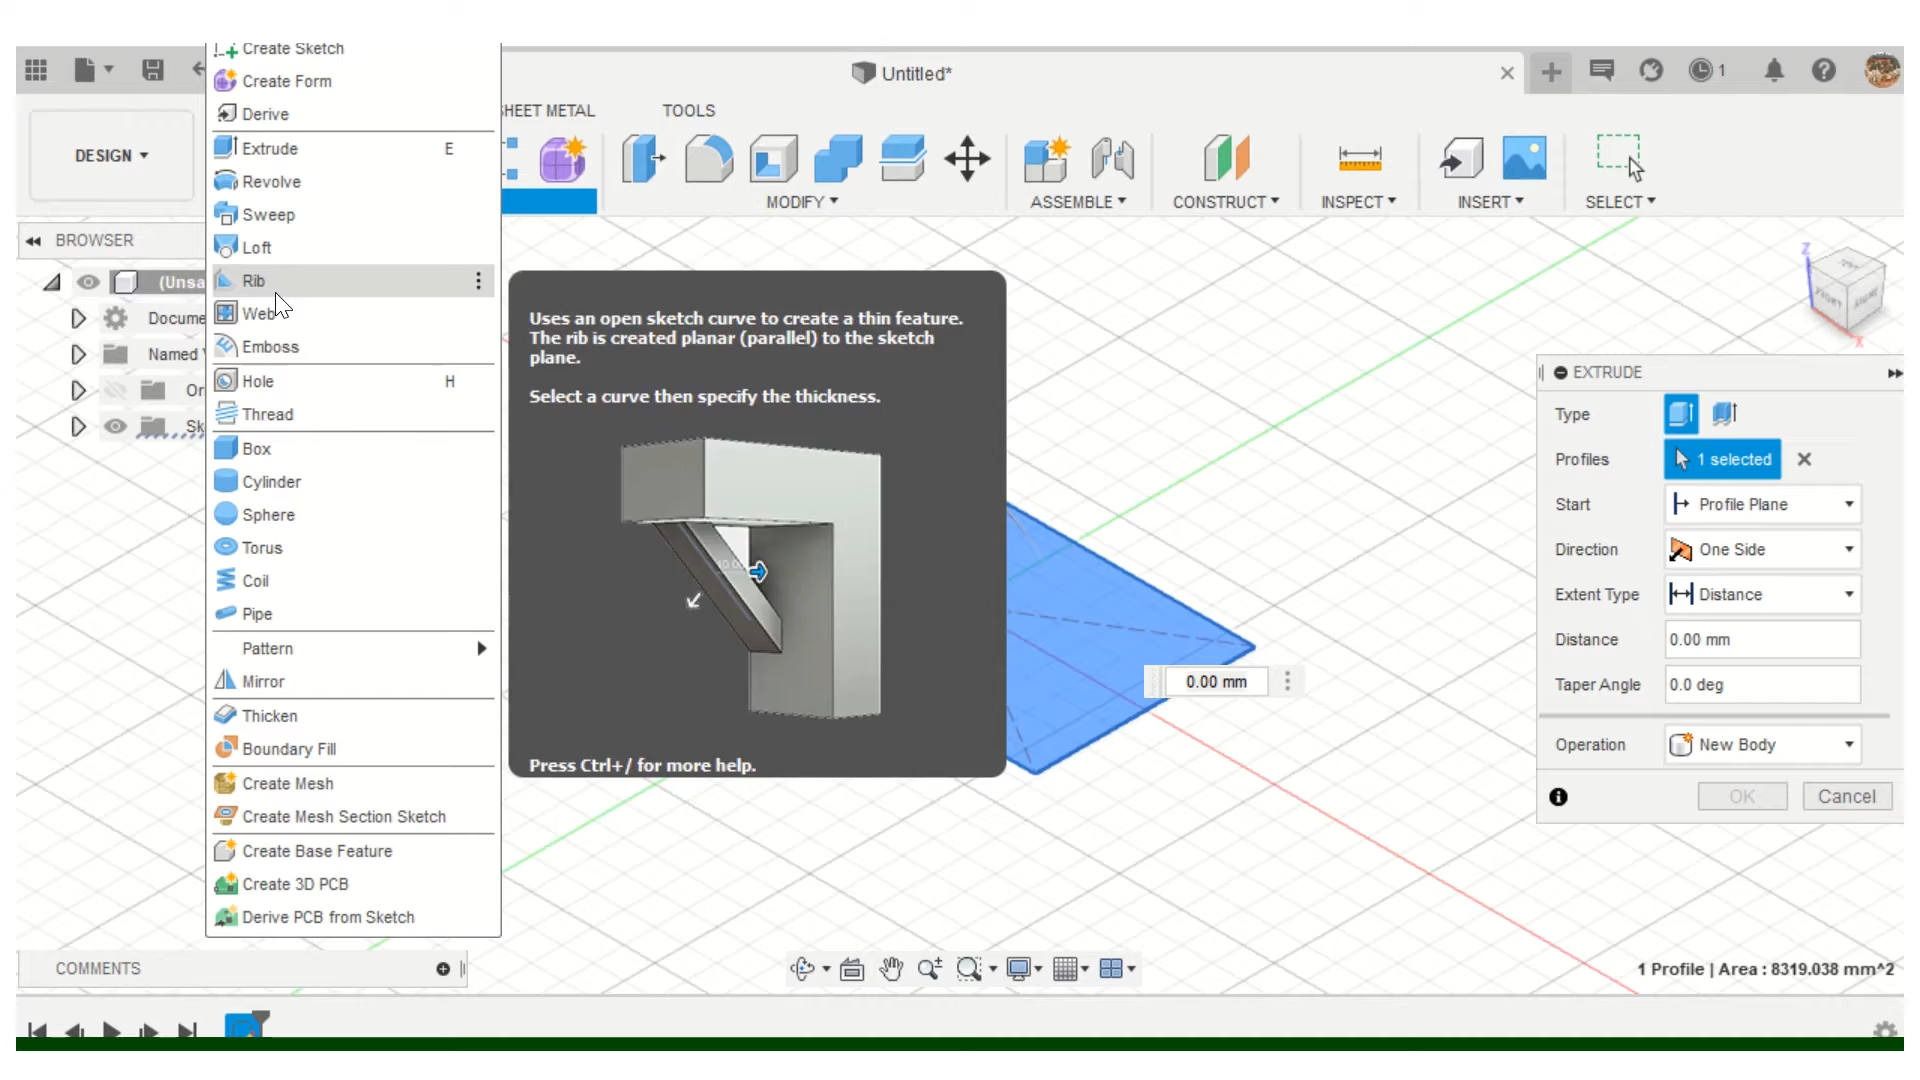 Untitled*
1
SHEET METAL
TOOLS
DESIGN
MODIFY
ASSEMBLE
CONSTRUCT
INSPECT
INSERT
SELECT
BROWSER
(Unsa
Docume
Named
Or
Sk
Create Sketch
Create Form
Derive
Extrude E
Revolve
Sweep
Loft
Rib
Web
Emboss
Hole H
Thread
Box
Cylinder
Sphere
Torus
Coil
Pipe
Pattern
Mirror
Thicken
Boundary Fill
Create Mesh
Create Mesh Section Sketch
Create Base Feature
Create 3D PCB
Derive PCB from Sketch
Uses an open sketch curve to create a thin feature.
The rib is created planar (parallel) to the sketch
plane.
Select a curve then specify the thickness.
Press Ctrl+/ for more help.
0.00 mm
Z
X
FRONT
EXTRUDE
Type
Profiles 1 selected
Start Profile Plane
Direction One Side
Extent Type Distance
Distance 0.00 mm
Taper Angle 0.0 deg
Operation New Body
OK Cancel
COMMENTS
1 Profile | Area : 8319.038 mm^2